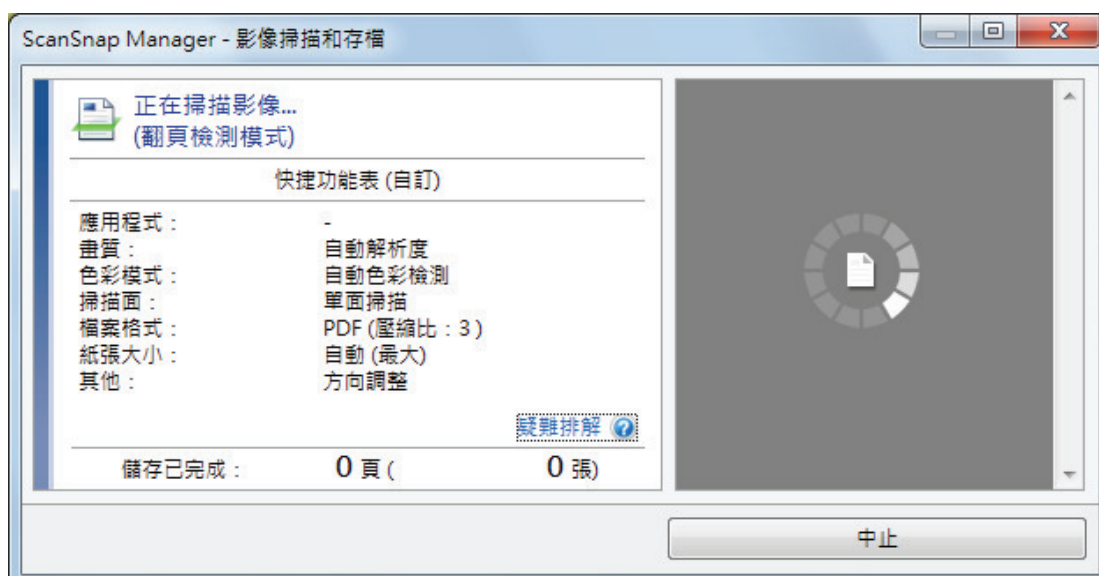 ScanSnap Manager - 影像掃描和存檔
正在掃描影像...
(翻頁檢測模式)
快捷功能表 (自訂)
應用程式： -
畫質： 自動解析度
色彩模式： 自動色彩檢測
掃描面： 單面掃描
檔案格式： PDF (壓縮比：3)
紙張大小： 自動 (最大)
其他： 方向調整
疑難排解
儲存已完成： 0 頁 ( 0 張)
中止